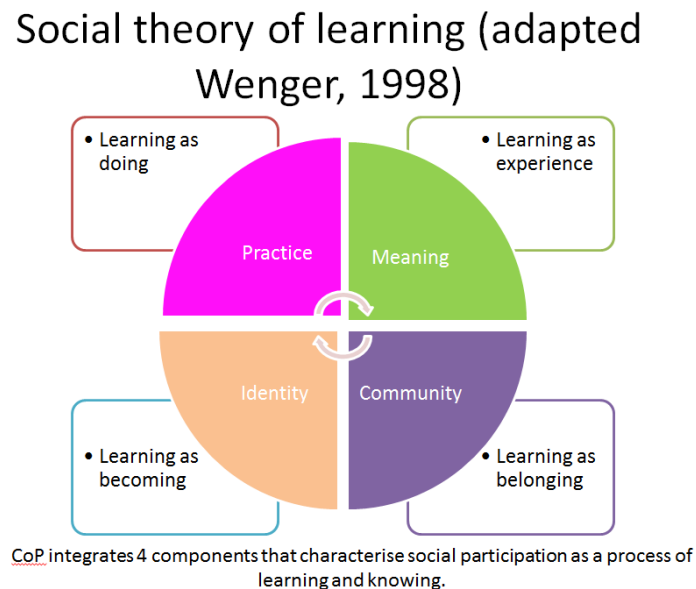 Social theory of learning (adapted
Wenger, 1998)
• Learning as
doing
• Learning as
experience
Practice
Meaning
Identity
Community
• Learning as
becoming
• Learning as
belonging
CoP integrates 4 components that characterise social participation as a process of
learning and knowing.